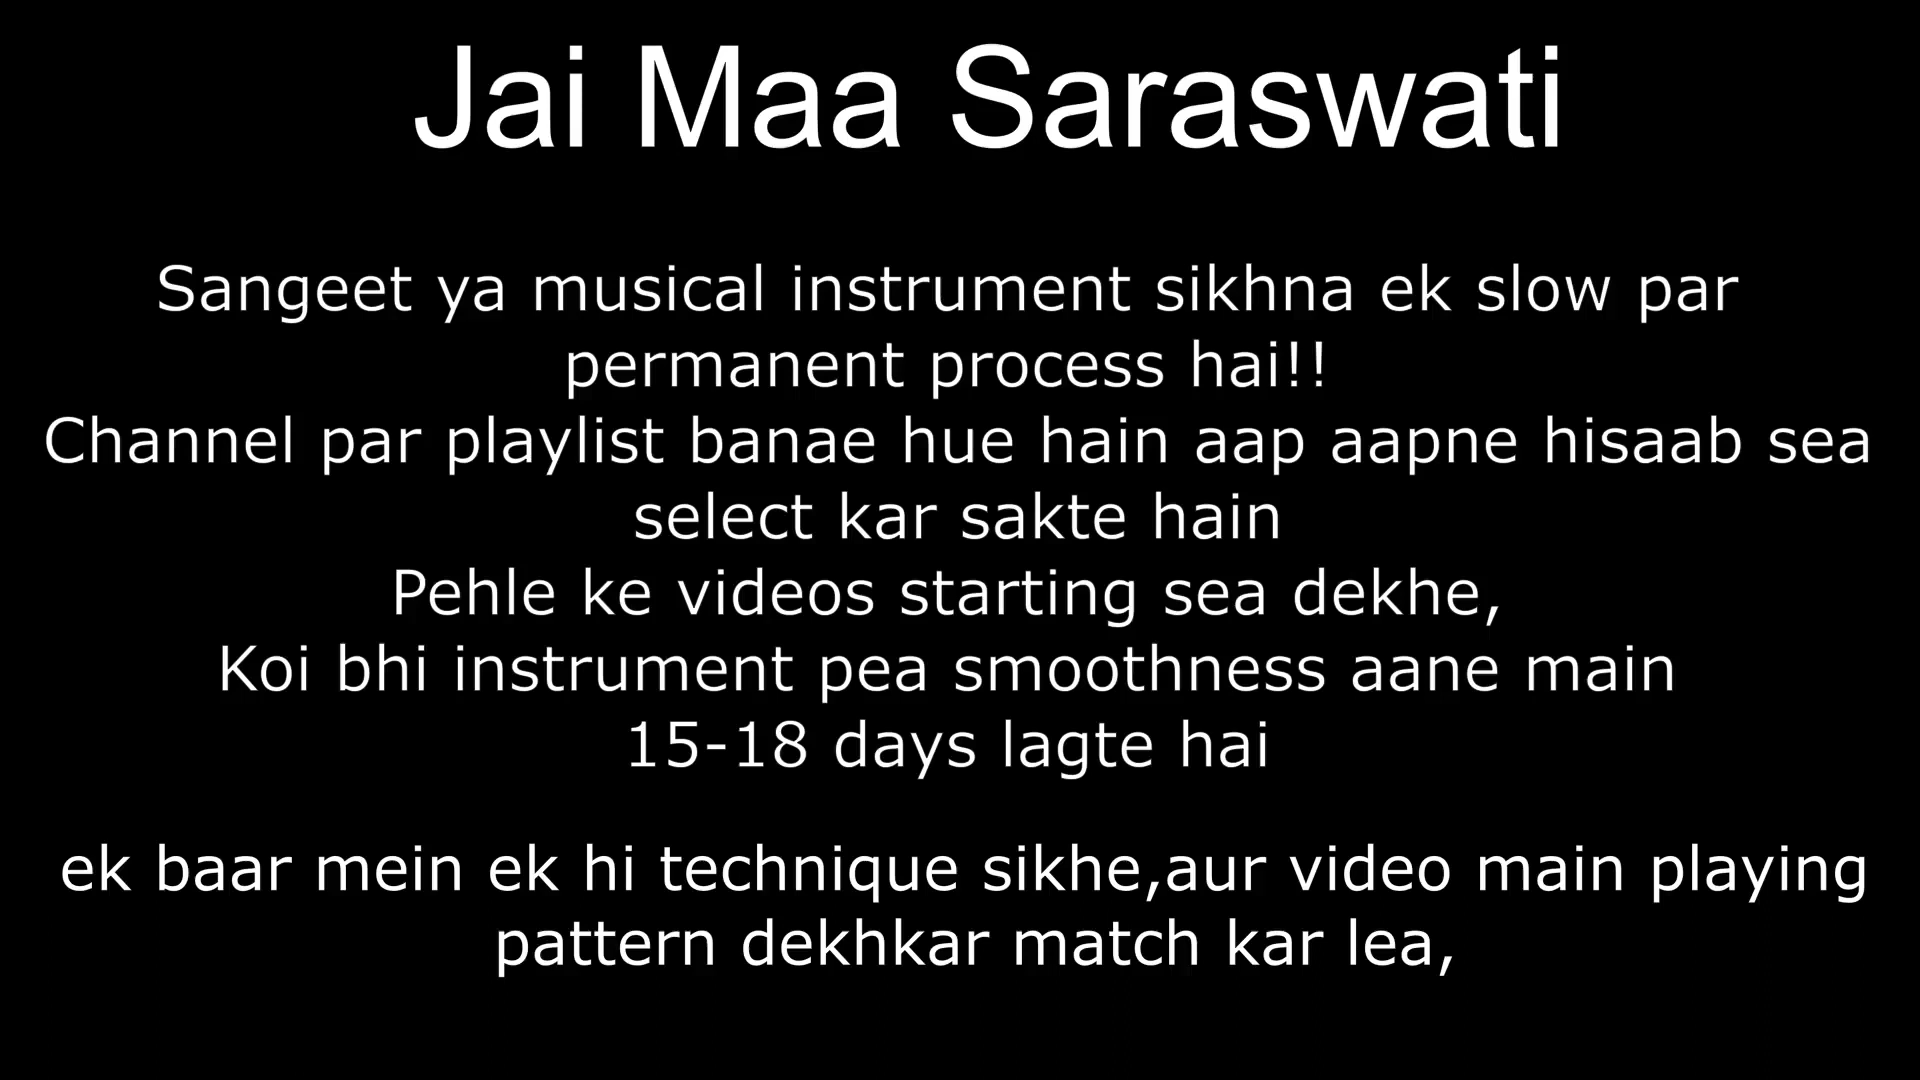 Jai Maa Saraswati
Sangeet ya musical instrument sikhna ek slow par
permanent process hai!!
Channel par playlist banae hue hain aap aapne hisaab sea
select kar sakte hain
Pehle ke videos starting sea dekhe,
Koi bhi instrument pea smoothness aane main
15-18 days lagte hai
ek baar mein ek hi technique sikhe,aur video main playing
pattern dekhkar match kar lea,